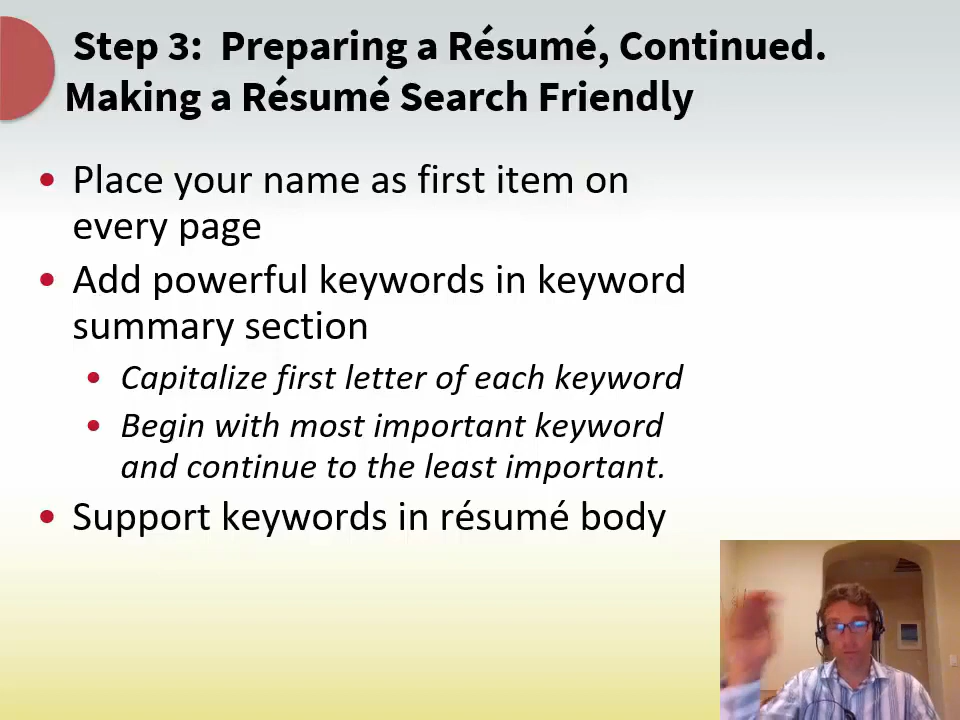 Step 3:  Preparing a Résumé, Continued.
Making a Résumé Search Friendly
• Place your name as first item on
every page
• Add powerful keywords in keyword
summary section
• Capitalize first letter of each keyword
• Begin with most important keyword
and continue to the least important.
• Support keywords in résumé body